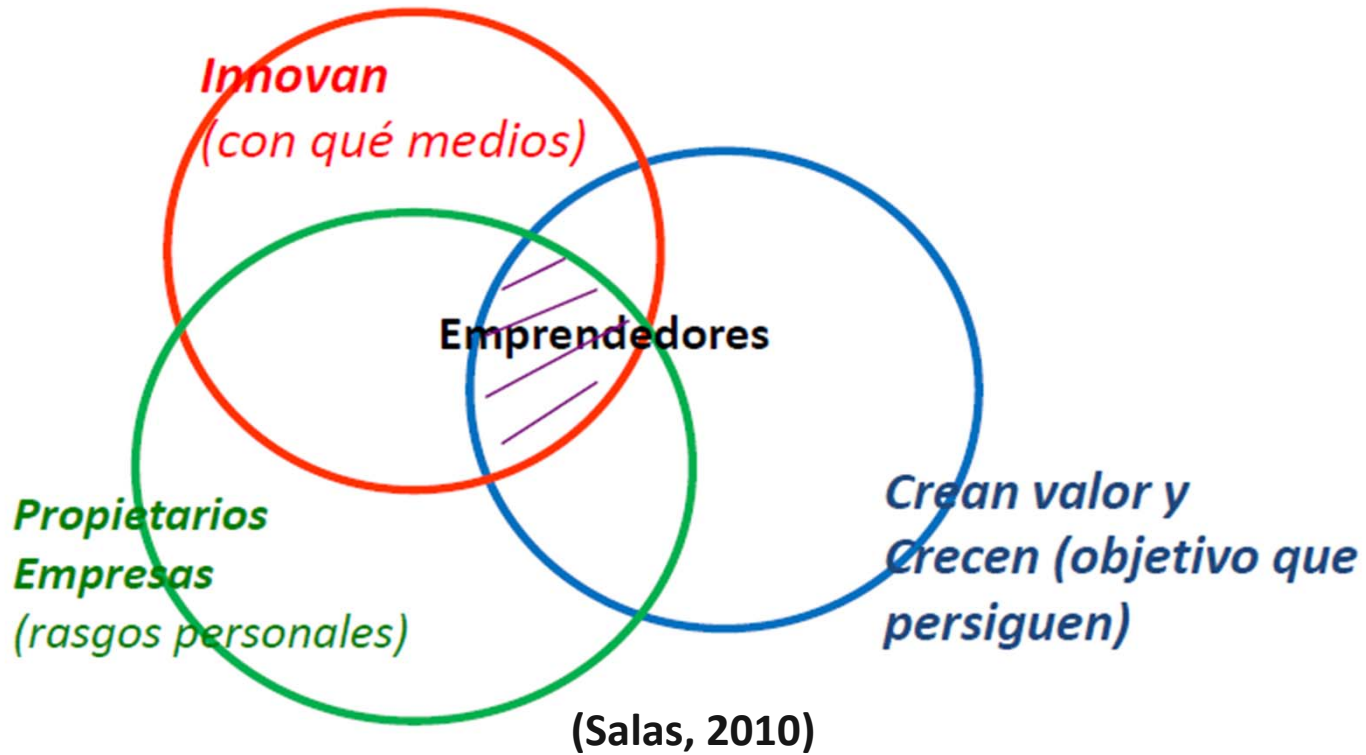 Innovan
(con qué medios)
Emprendedores
Propietarios
Empresas
(rasgos personales)
Crean valor y
Crecen (objetivo que
persiguen)
(Salas, 2010)